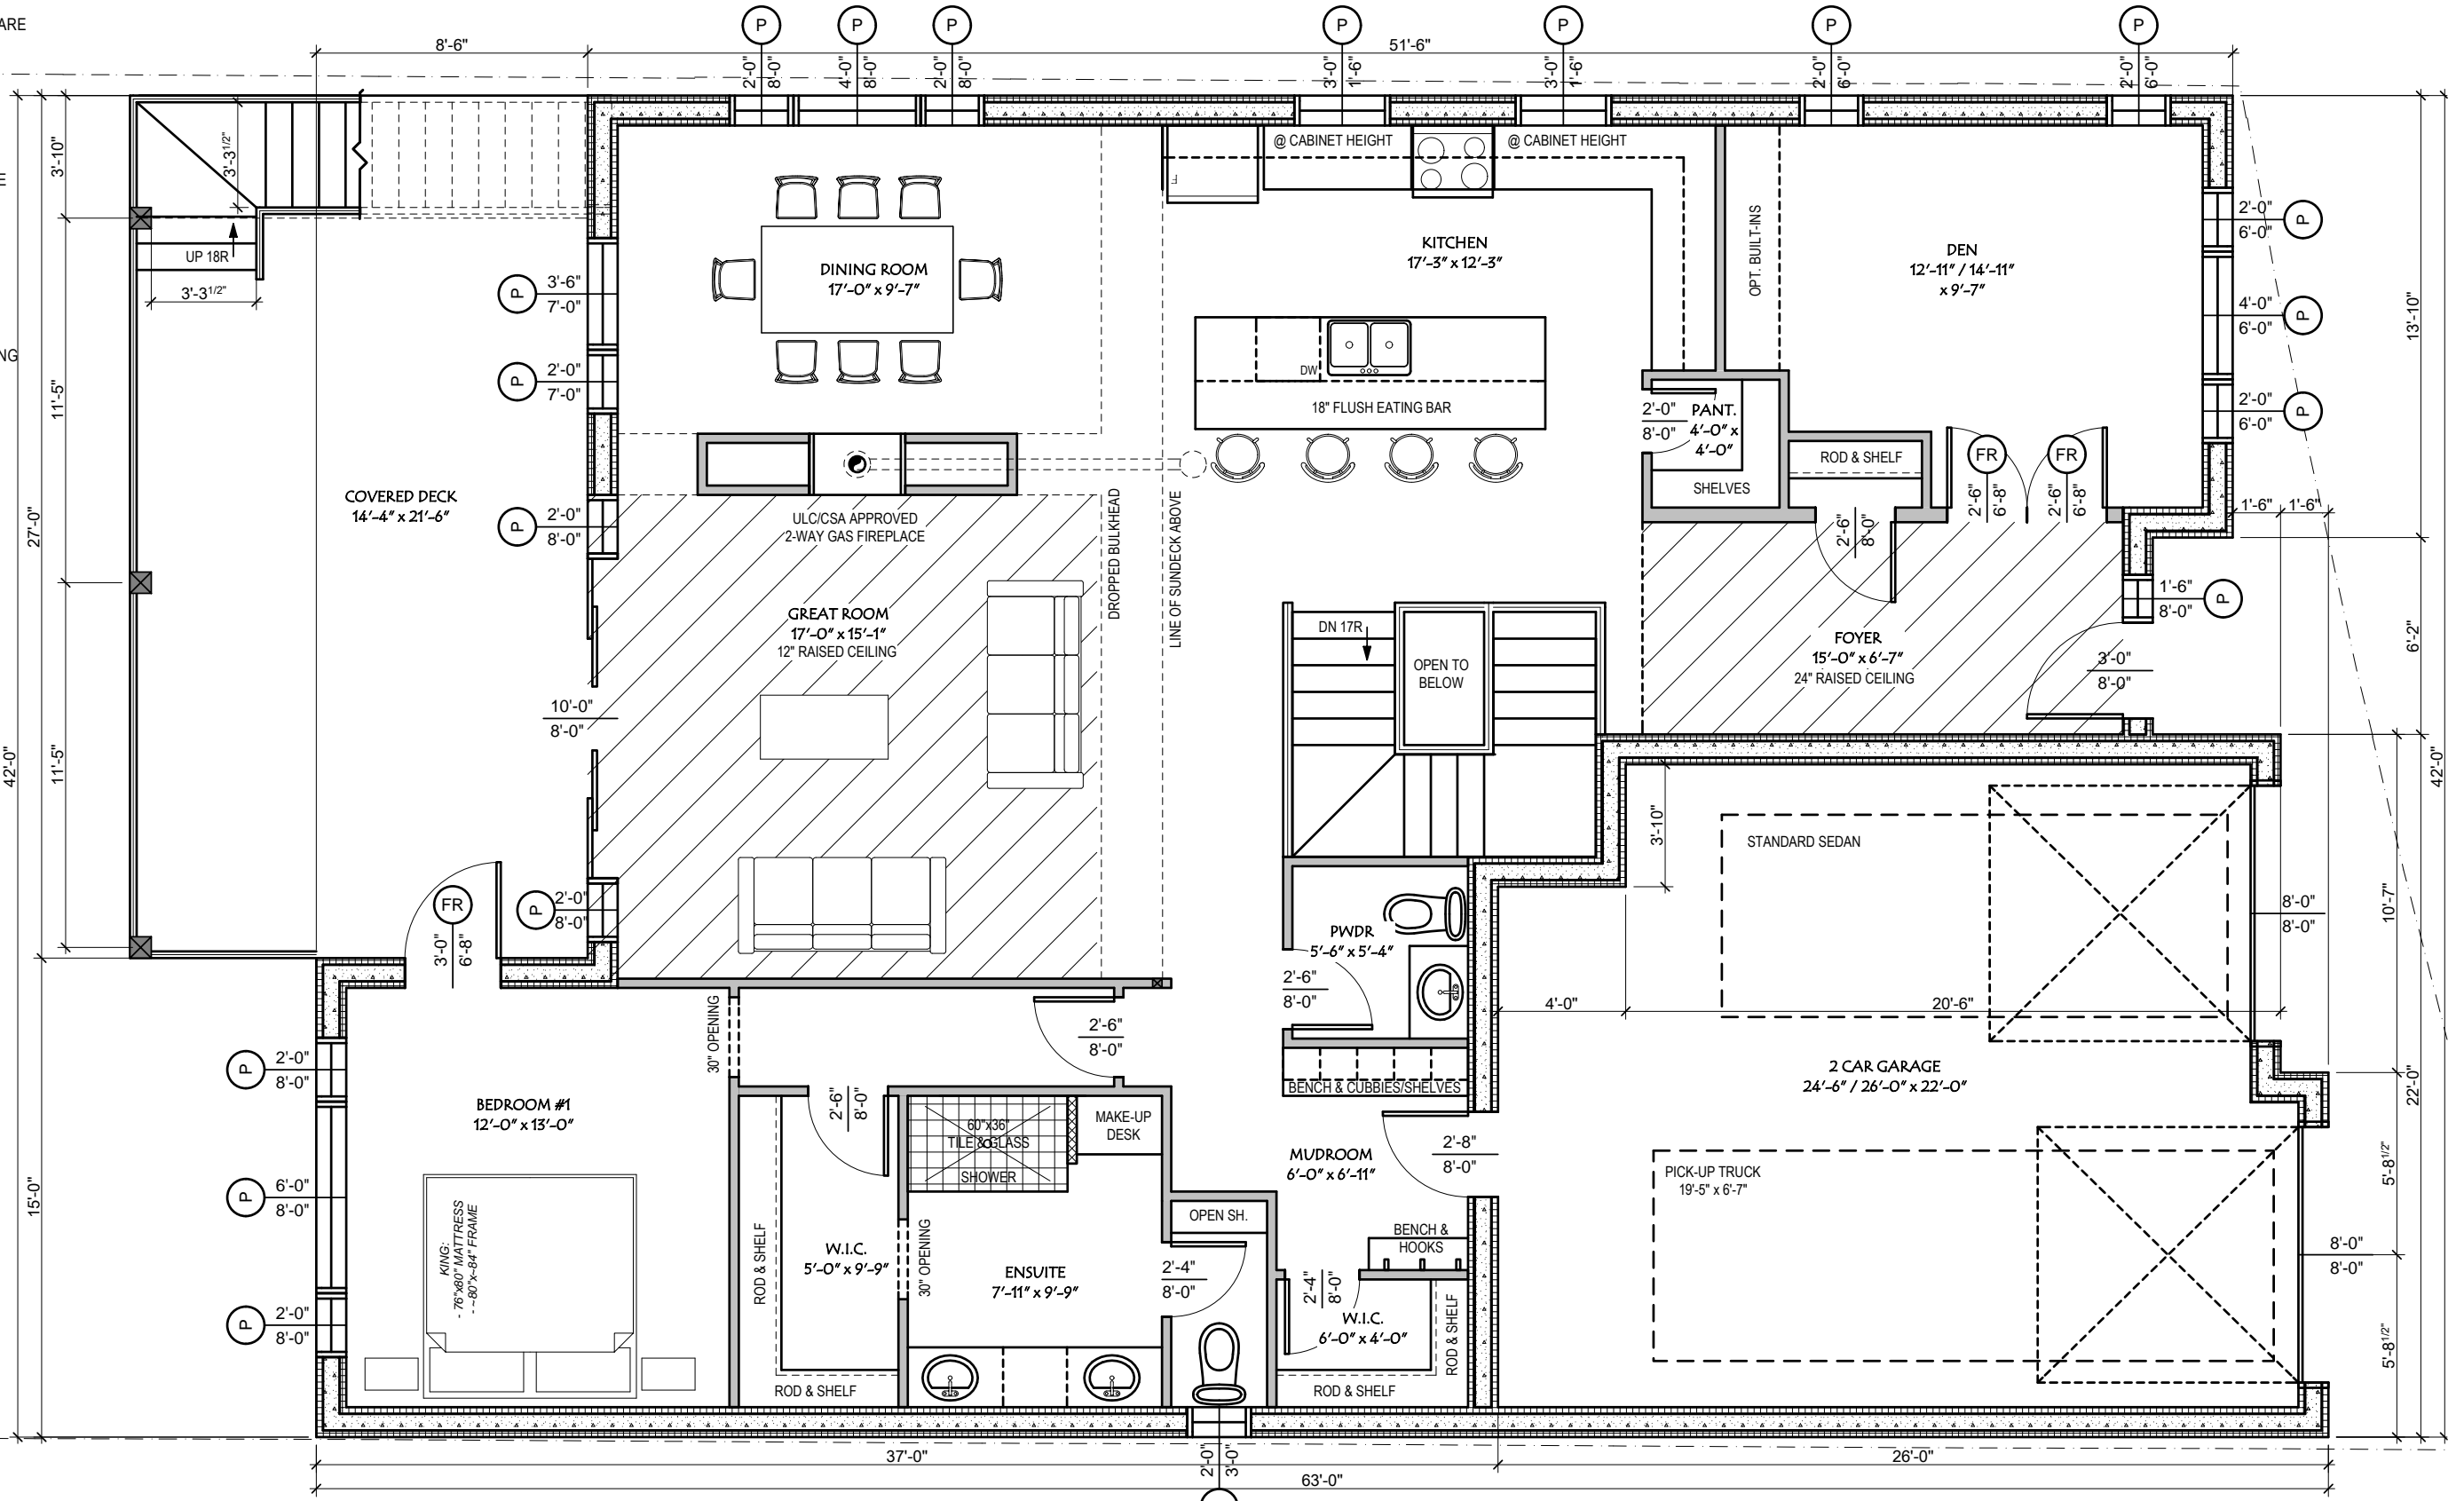 ARE
P
P
P
P
P
P
P
8'-6"
51'-6"
2'-0"
8'-0"
4'-0"
8'-0"
2'-0"
8'-0"
3'-0"
1'-6"
3'-0"
1'-6"
2'-0"
6'-0"
2'-0"
6'-0"
3'-10"
3'-3 1/2"
@ CABINET HEIGHT
@ CABINET HEIGHT
F
UP 18R
3'-3 1/2"
P
3'-6"
7'-0"
DINING ROOM
17'-0" x 9'-7"
KITCHEN
17'-3" x 12'-3"
OPT. BUILT-INS
DEN
12'-11" / 14'-11"
x 9'-7"
2'-0"
6'-0"
P
4'-0"
6'-0"
P
13'-10"
NG
11'-5"
P
2'-0"
7'-0"
DW
18" FLUSH EATING BAR
2'-0"
8'-0"
PANT.
4'-0" x
4'-0"
2'-0"
6'-0"
P
ROD & SHELF
FR
2'-6"
6'-8"
FR
2'-6"
6'-8"
SHELVES
COVERED DECK
14'-4" x 21'-6"
27'-0"
P
2'-0"
8'-0"
ULC/CSA APPROVED
2-WAY GAS FIREPLACE
DROPPED BULKHEAD
LINE OF SUNDECK ABOVE
2'-6"
8'-0"
1'-6"
1'-6"
1'-6"
8'-0"
P
GREAT ROOM
17'-0" x 15'-1"
12" RAISED CEILING
DN 17R
OPEN TO
BELOW
FOYER
15'-0" x 6'-7"
24" RAISED CEILING
3'-0"
8'-0"
6'-2"
42'-0"
11'-5"
10'-0"
8'-0"
42'-0"
3'-10"
STANDARD SEDAN
FR
3'-0"
6'-8"
P
2'-0"
8'-0"
PWDR
5'-6" x 5'-4"
8'-0"
8'-0"
10'-7"
2'-6"
8'-0"
4'-0"
20'-6"
30" OPENING
2'-6"
8'-0"
P
2'-0"
8'-0"
BENCH & CUBBIES/SHELVES
2 CAR GARAGE
24'-6" / 26'-0" x 22'-0"
22'-0"
BEDROOM #1
12'-0" x 13'-0"
2'-6"
8'-0"
60"x36"
TILE & GLASS
SHOWER
MAKE-UP
DESK
MUDROOM
6'-0" x 6'-11"
2'-8"
8'-0"
PICK-UP TRUCK
19'-5" x 6'-7"
5'-8 1/2"
15'-0"
P
6'-0"
8'-0"
KING:
- 76"x80" MATTRESS
- ~80"x~84" FRAME
ROD & SHELF
W.I.C.
5'-0" x 9'-9"
30" OPENING
ENSUITE
7'-11" x 9'-9"
OPEN SH.
2'-4"
8'-0"
BENCH &
HOOKS
2'-4"
8'-0"
W.I.C.
6'-0" x 4'-0"
ROD & SHELF
8'-0"
8'-0"
5'-8 1/2"
P
2'-0"
8'-0"
ROD & SHELF
ROD & SHELF
37'-0"
2'-0"
3'-0"
26'-0"
63'-0"